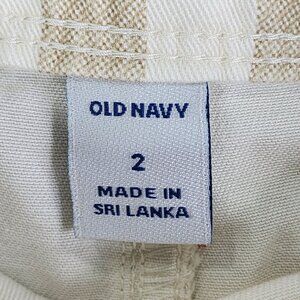 OLD NAVY
2
MADE IN
SRI LANKA